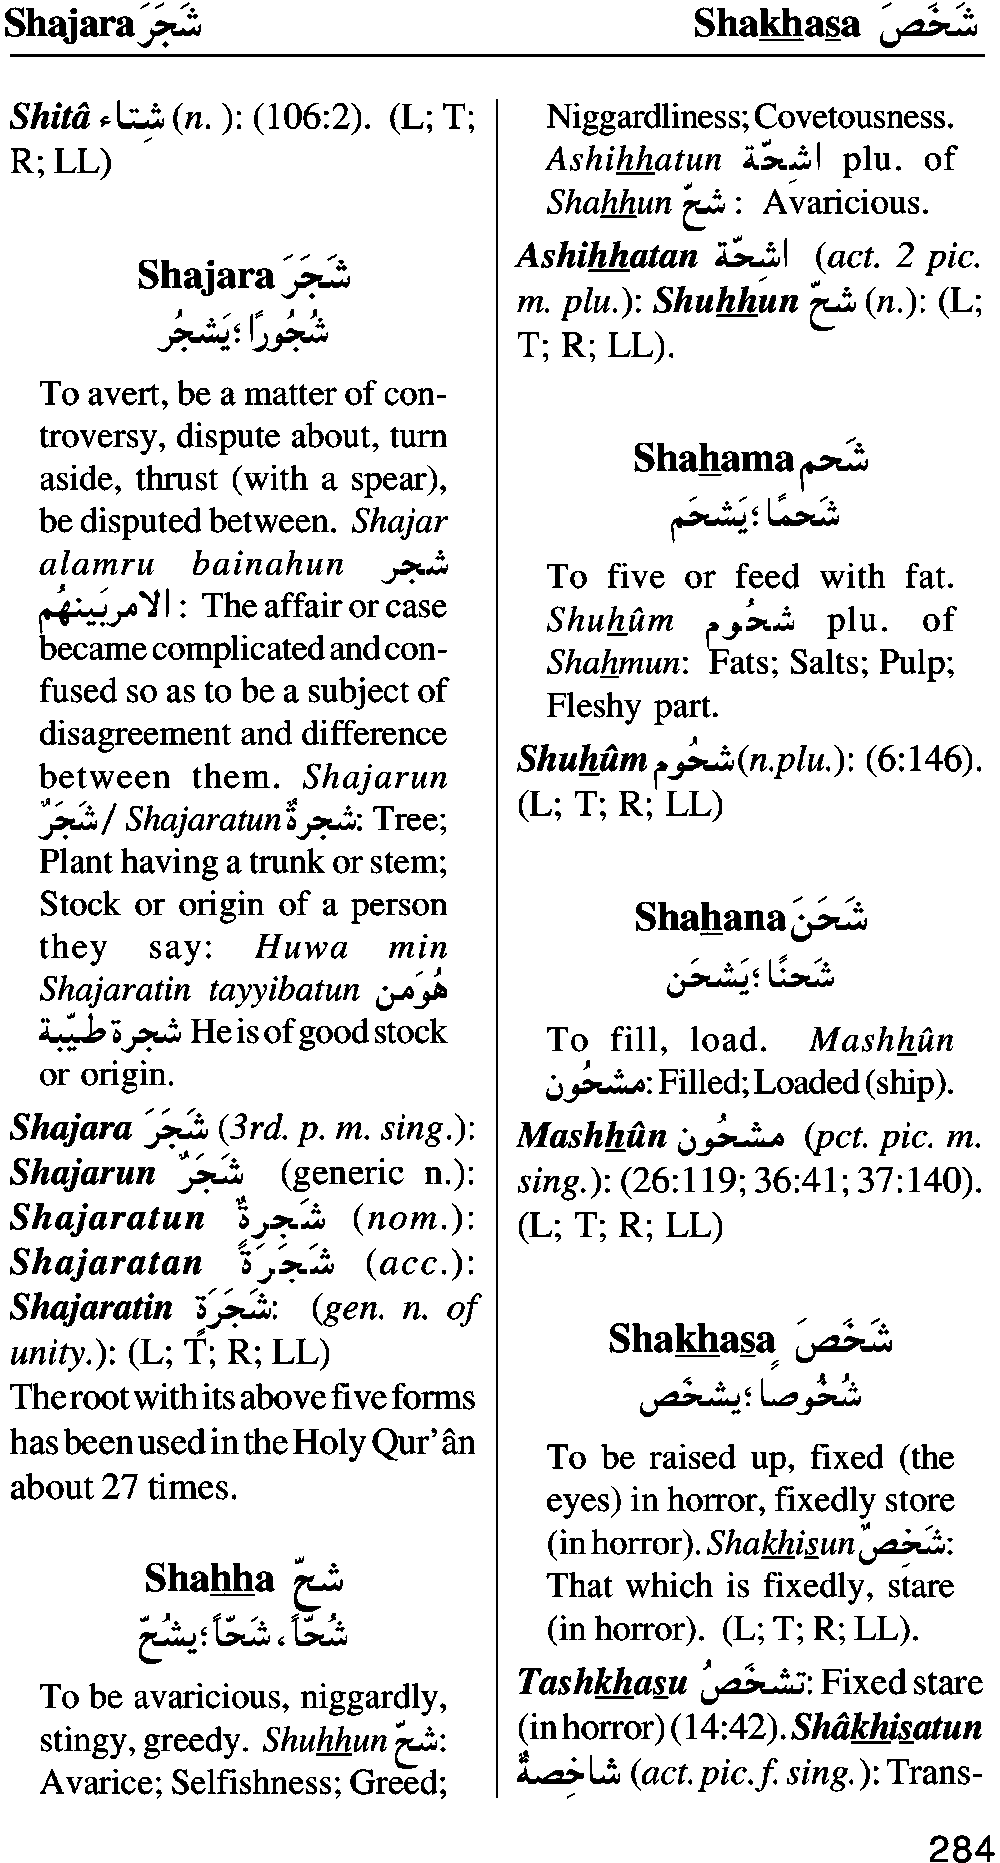 Shajara شَجَرَ
Shakhasa شَخَصَ
Shitâ شِتاء (n. ): (106:2). (L; T;
R; LL)
Shajara شَجَرَ
شُجُورًا ؛ يَشجُر
To avert, be a matter of con-
troversy, dispute about, turn
aside, thrust (with a spear),
be disputed between. Shajar
alamru bainahun شجر
الامر بَينهُم : The affair or case
became complicated and con-
fused so as to be a subject of
disagreement and difference
between them. Shajarun
شَجَرٌ / Shajaratun شجرةٌ: Tree;
Plant having a trunk or stem;
Stock or origin of a person
they say: Huwa min
Shajaratin tayyibatun هُوَمن
شجرة طيّبة He is of good stock
or origin.
Shajara شَجَرَ (3rd. p. m. sing.):
Shajarun شَجَرٌ (generic n.):
Shajaratun شجرةٌ (nom.):
Shajaratan شَجَرَةً (acc.):
Shajaratin شَجَرَةٍ: (gen. n. of
unity.): (L; T; R; LL)
The root with its above five forms
has been used in the Holy Qur'ân
about 27 times.
Shahha شحّ
شُحّاً، شَحّاً ؛ يشُحّ
To be avaricious, niggardly,
stingy, greedy. Shuhhun شحّ:
Avarice; Selfishness; Greed;
Niggardliness; Covetousness.
Ashihhatun اشِحّة plu. of
Shahhun شحّ : Avaricious.
Ashihhatan اشِحّة (act. 2 pic.
m. plu.): Shuhhun شحّ (n.): (L;
T; R; LL).
Shahama شَحم
شَحمًا ؛ يَشحَم
To five or feed with fat.
Shuhûm شحُوم plu. of
Shahmun: Fats; Salts; Pulp;
Fleshy part.
Shuhûm شحُوم (n.plu.): (6:146).
(L; T; R; LL)
Shahana شَحَنَ
شَحنًا ؛ يَشحَن
To fill, load. Mashhûn
مشحُون: Filled; Loaded (ship).
Mashhûn مشحُون (pct. pic. m.
sing.): (26:119; 36:41; 37:140).
(L; T; R; LL)
Shakhasa شَخَصَ
شُخُوصاٍ ؛ يشخَص
To be raised up, fixed (the
eyes) in horror, fixedly store
(in horror). Shakhisun شَخِصٌ:
That which is fixedly, stare
(in horror). (L; T; R; LL).
Tashkhasu تشخَصُ: Fixed stare
(in horror) (14:42). Shâkhisatun
شاخِصةٌ (act. pic. f. sing.): Trans-
284